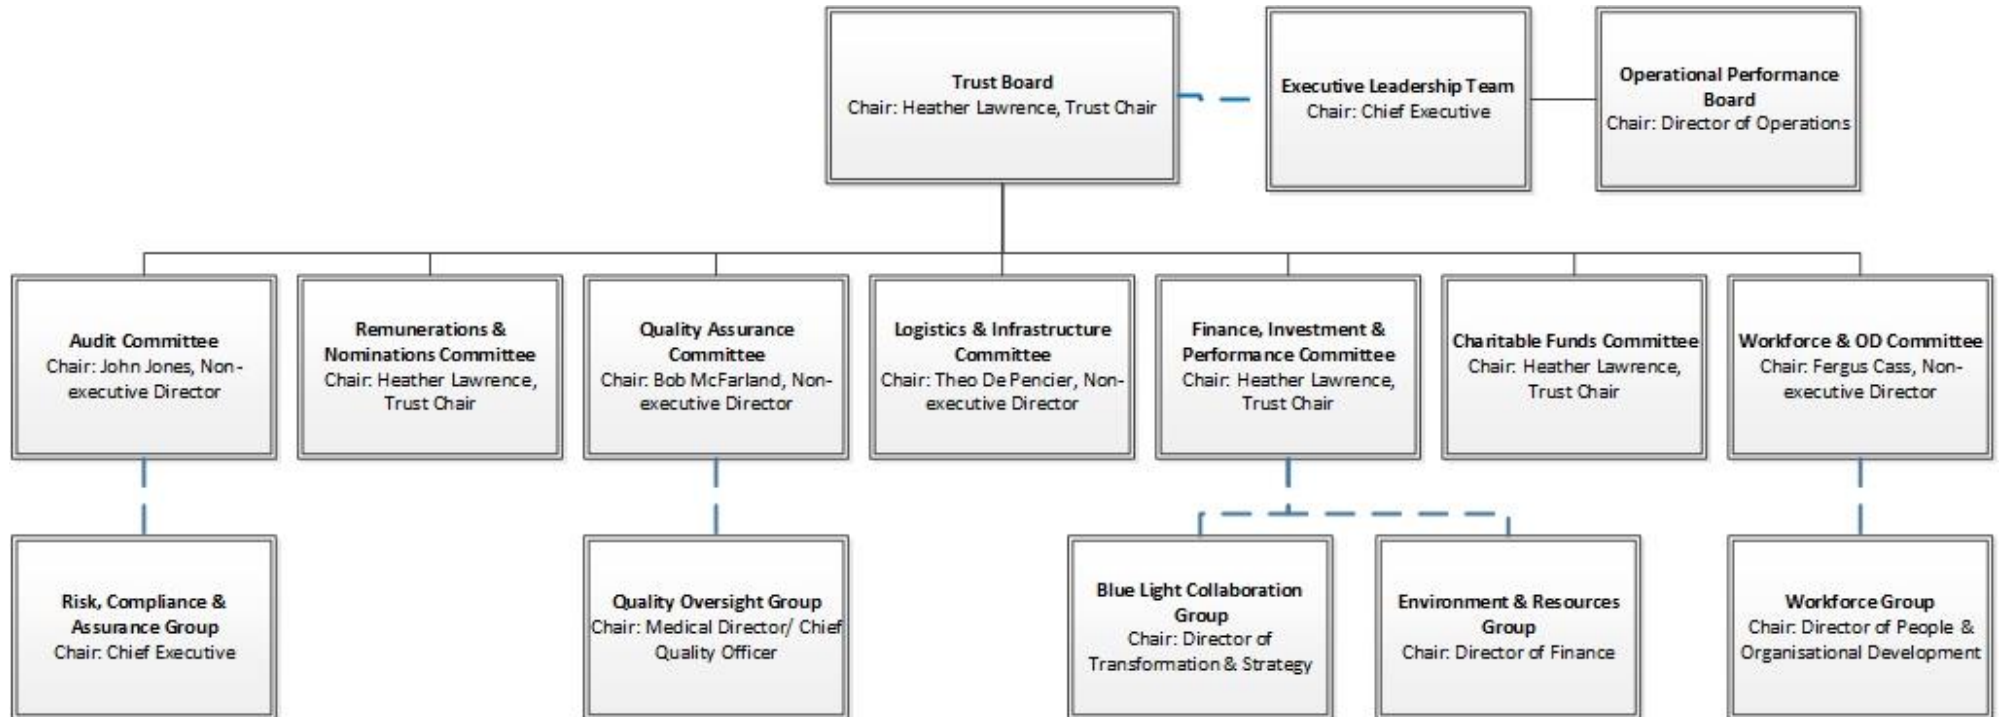 Trust Board
Chair: Heather Lawrence, Trust Chair
Executive Leadership Team
Chair: Chief Executive
Operational Performance
Board
Chair: Director of Operations
Audit Committee
Chair: John Jones, Non-
executive Director
Remunerations &
Nominations Committee
Chair: Heather Lawrence,
Trust Chair
Quality Assurance
Committee
Chair: Bob McFarland, Non-
executive Director
Logistics & Infrastructure
Committee
Chair: Theo De Pencier, Non-
executive Director
Finance, Investment &
Performance Committee
Chair: Heather Lawrence,
Trust Chair
Charitable Funds Committee
Chair: Heather Lawrence,
Trust Chair
Workforce & OD Committee
Chair: Fergus Cass, Non-
executive Director
Risk, Compliance &
Assurance Group
Chair: Chief Executive
Quality Oversight Group
Chair: Medical Director/ Chief
Quality Officer
Blue Light Collaboration
Group
Chair: Director of
Transformation & Strategy
Environment & Resources
Group
Chair: Director of Finance
Workforce Group
Chair: Director of People &
Organisational Development